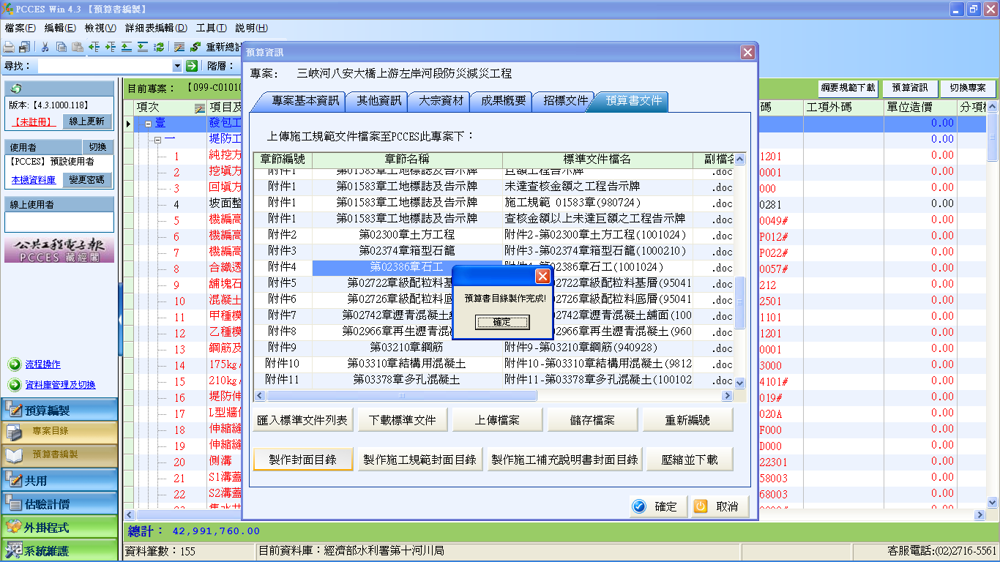 PCCES Win 4.3 【預算書編製】
檔案(F) 編輯(E) 檢視(V) 詳細表編輯(D) 工具(T) 說明(H)
重新總計
尋找： 階層：
版本:【4.3.1000.118】
【未註冊】 線上更新
使用者 切換
【PCCES】預設使用者
本機資料庫 變更密碼
線上使用者
公共工程電子報
PCCES 藏經閣
流程操作
資料庫管理及切換
預算編製
專案目錄
預算書編製
共用
估驗計價
外掛程式
系統維護
目前專案： 【099-C01010
綱要規範下載 預算資訊 切換專案
項次 項目及 碼 工項外碼 單位造價 分項
壹 發包工 0.00
一 堤防工 0.00
1 純挖方 1201 0.00
2 挖填方 0001 0.00
3 回填方 000 0.00
4 坡面整 0281 0.00
5 機編高 0049# 0.00
6 機編高 P012# 0.00
7 機編高 P022# 0.00
8 合織透 0057# 0.00
9 舖塊石 212 0.00
10 混凝土 2501 0.00
11 甲種模 1101 0.00
12 乙種模 1201 0.00
13 鋼筋及 0001 0.00
14 175kg/ 3000 0.00
15 210kg/ 4101# 0.00
16 堤防伸 019# 0.00
17 L型牆 020A 0.00
18 伸縮縫 F000 0.00
19 伸縮縫 D000 0.00
20 側溝 22301 0.00
21 S1溝蓋 58003 0.00
22 S2溝蓋 68003 0.00
總計： 42,991,760.00
資料筆數：155 目前資料庫：經濟部水利署第十河川局 客服電話:(02)2716-5561
預算資訊
專案： 三峽河八安大橋上游左岸河段防災減災工程
專案基本資訊 其他資訊 大宗資材 成果概要 招標文件 預算書文件
上傳施工規範文件檔案至PCCES此專案下：
章節編號 章節名稱 標準文件檔名 副檔名
附件1 第01583章工地標誌及告示牌 巨額工程告示牌 .doc
附件1 第01583章工地標誌及告示牌 未達查核金額之工程告示牌 .doc
附件1 第01583章工地標誌及告示牌 施工規範 01583章(980724) .doc
附件1 第01583章工地標誌及告示牌 查核金額以上未達巨額之工程告示牌 .doc
附件2 第02300章土方工程 附件2-第02300章土方工程(1001024) .doc
附件3 第02374章箱型石籠 附件3-第02374章箱型石籠(1000210) .doc
附件4 第02386章石工 附件4-第02386章石工(1001024) .doc
附件5 第02722章級配粒料基 02722章級配粒料基層(95041 .doc
附件6 第02726章級配粒料底 02726章級配粒料底層(95041 .doc
附件7 第02742章瀝青混凝土舖 02742章瀝青混凝土舖面(100 .doc
附件8 第02966章再生瀝青混凝 02966章再生瀝青混凝土(960 .doc
附件9 第03210章鋼筋 附件9-第03210章鋼筋(940928) .doc
附件10 第03310章結構用混凝土 附件10-第03310章結構用混凝土(9812 .doc
附件11 第03378章多孔混凝土 附件11-第03378章多孔混凝土(100102 .doc
預算書目錄製作完成!
確定
匯入標準文件列表 下載標準文件 上傳檔案 儲存檔案 重新編號
製作封面目錄 製作施工規範封面目錄 製作施工補充說明書封面目錄 壓縮並下載
確定 取消